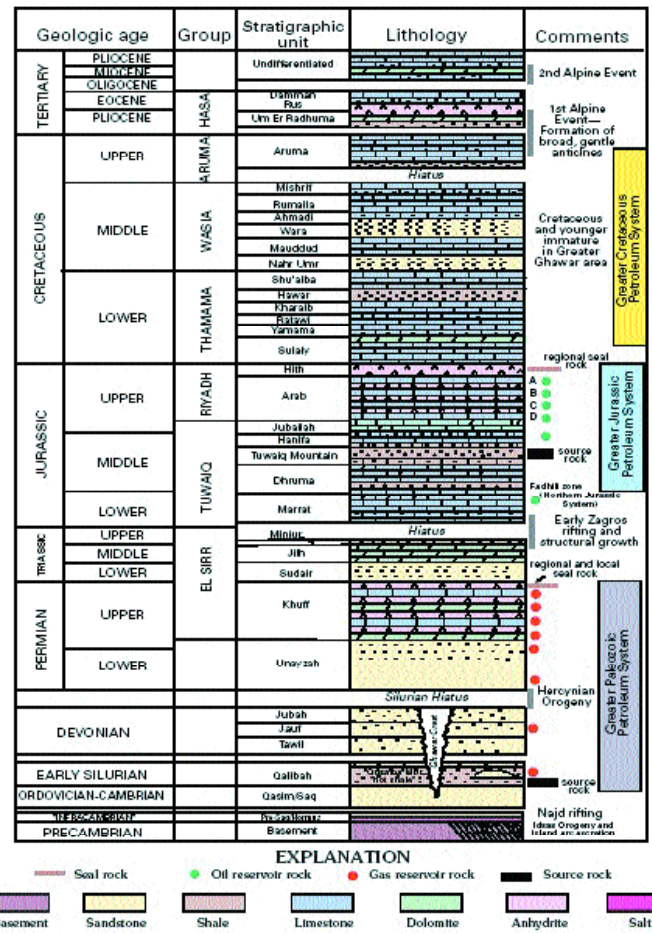 Geologic age Group Stratigraphic unit Lithology Comments
TERTIARY
PLIOCENE
MIOCENE
OLIGOCENE
EOCENE
PLIOCENE
HASA
Undifferentiated
Damman
Rus
Um Er Radhuma
2nd Alpine Event
1st Alpine
Event—
Formation of
broad, gentle
anticines
CRETACEOUS
UPPER
MIDDLE
LOWER
ARUMA
WASIA
THAMAMA
Aruma
Hiatus
Mishrif
Rumaila
Ahmadi
Wara
Mauddud
Nahr Umr
Shu'aiba
Hawar
Kharaib
Ratawi
Yamama
Sulaiy
Cretaceous
and younger
immature
in Greater
Ghawar area
Greater Cretaceous
Petroleum System
JURASSIC
UPPER
MIDDLE
LOWER
RIYADH
TUWAIQ
Hith
Arab
Jubailah
Hanifa
Tuwaiq Mountain
Dhruma
Marrat
regional seal
rock
A
B
C
D
source
rock
Fadhili zone
(Northern Jurassic
System)
Greater Jurassic
Petroleum System
TRIASSIC
UPPER
MIDDLE
LOWER
EL SIRR
Minjur
Hiatus
Jilh
Sudair
Early Zagros
rifting and
structural growth
regional and local
seal rock
PERMIAN
UPPER
LOWER
Khuff
Unayzah
Silurian Hiatus
Hercynian
Orogeny
Greater Paleozoic
Petroleum System
DEVONIAN
Jubah
Jauf
Tawil
Ghawar Crest
EARLY SILURIAN
Qalibah
"hot shale"
source
rock
ORDOVICIAN-CAMBRIAN
Qasim/Saq
Najd rifting
PRECAMBRIAN
Basement
Idsas Orogeny and
Island arc accretion
EXPLANATION
Seal rock Oil reservoir rock Gas reservoir rock Source rock
Sandstone Shale Limestone Dolomite Anhydrite Salt